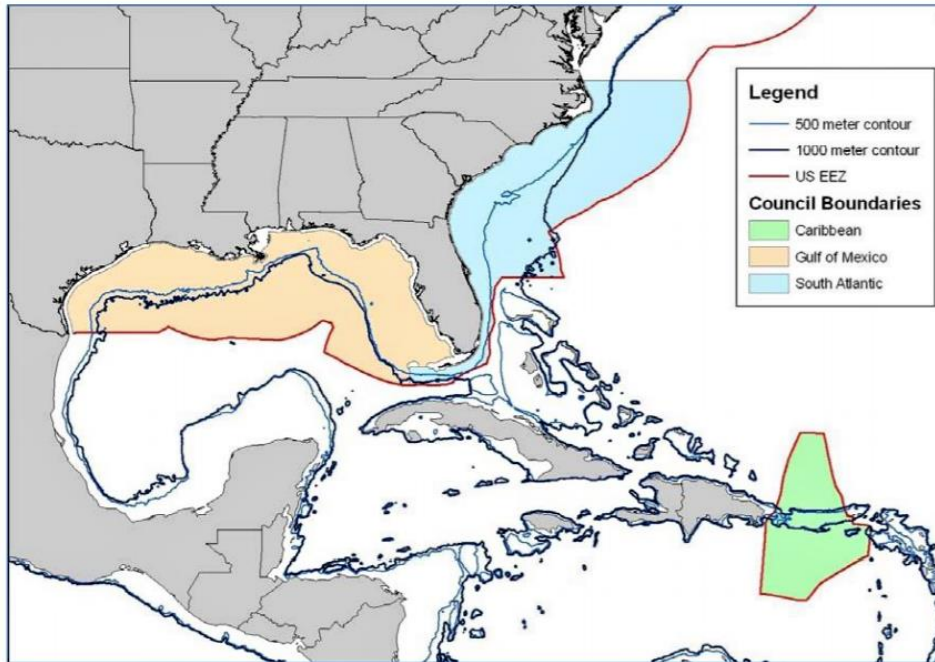 Legend
500 meter contour
1000 meter contour
US EEZ
Council Boundaries
Caribbean
Gulf of Mexico
South Atlantic